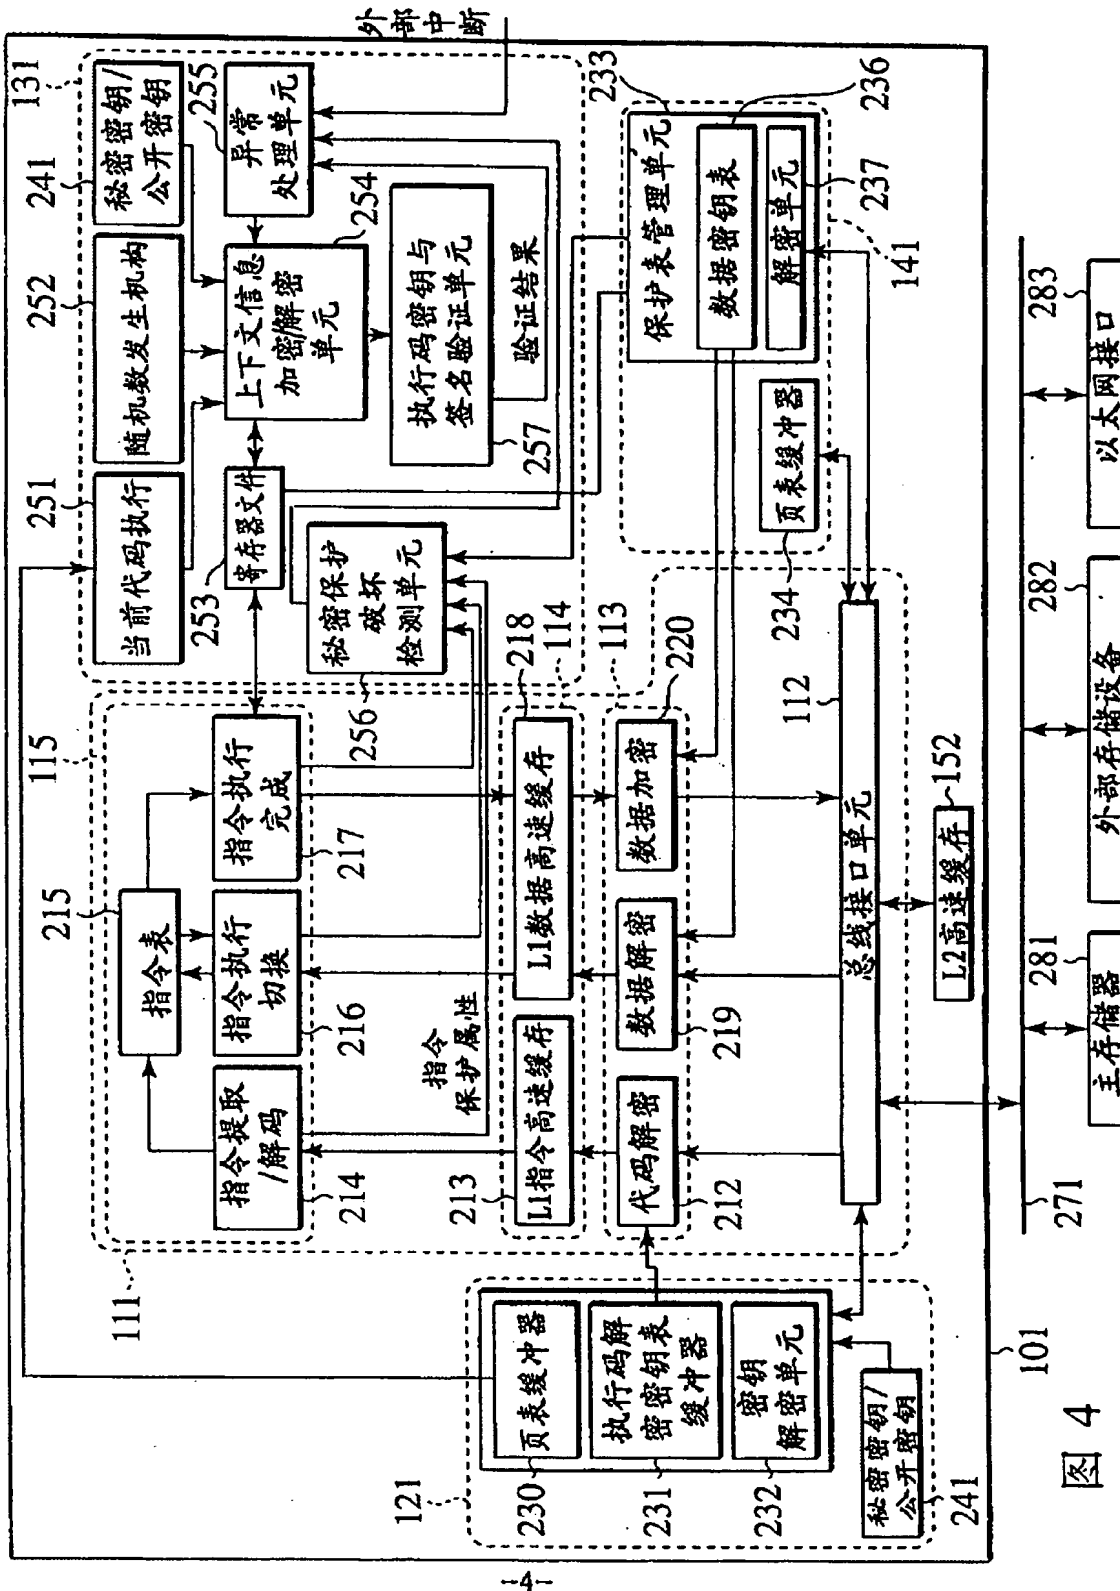 外部中断
131
241
秘密密钥/
公开密钥
252
随机数发生机构
251
当前代码执行
255
异常
处理单元
254
上下文信息
加密/解密
单元
253
寄存器文件
执行码密钥与
签名验证单元
257
验证结果
秘密保护
破坏
检测单元
256
233
保护表管理单元
236
数据密钥表
237
解密单元
141
页表缓冲器
234
115
215
指令表
指令执行
完成
217
指令执行
切换
216
指令提取
/解码
214
指令
保护属性
111
114
218
L1数据高速缓存
L1指令高速缓存
213
113
220
数据加密
数据解密
219
代码解密
212
112
总线接口单元
152
L2高速缓存
121
页表缓冲器
230
执行码解
密密钥表
缓冲器
231
密钥
解密单元
232
秘密密钥/
公开密钥
241
101
271
281
主存储器
282
外部存储设备
283
以太网接口
图 4
-4-